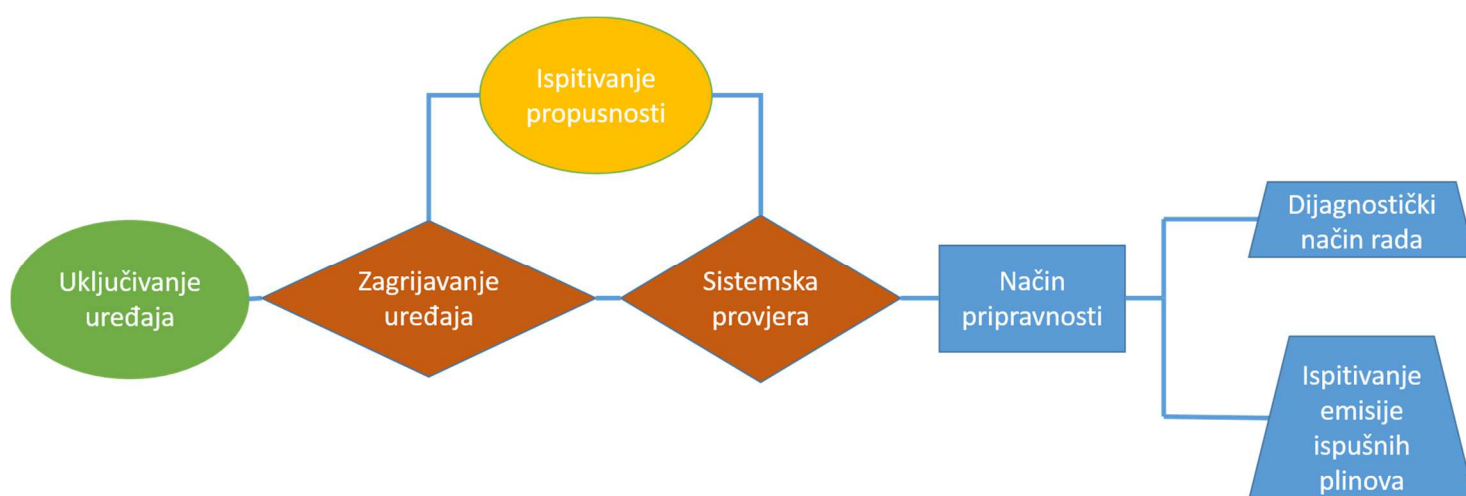 Ispitivanje
propusnosti
Uključivanje
uređaja
Zagrijavanje
uređaja
Sistemska
provjera
Način
pripravnosti
Dijagnostički
način rada
Ispitivanje
emisije
ispušnih
plinova